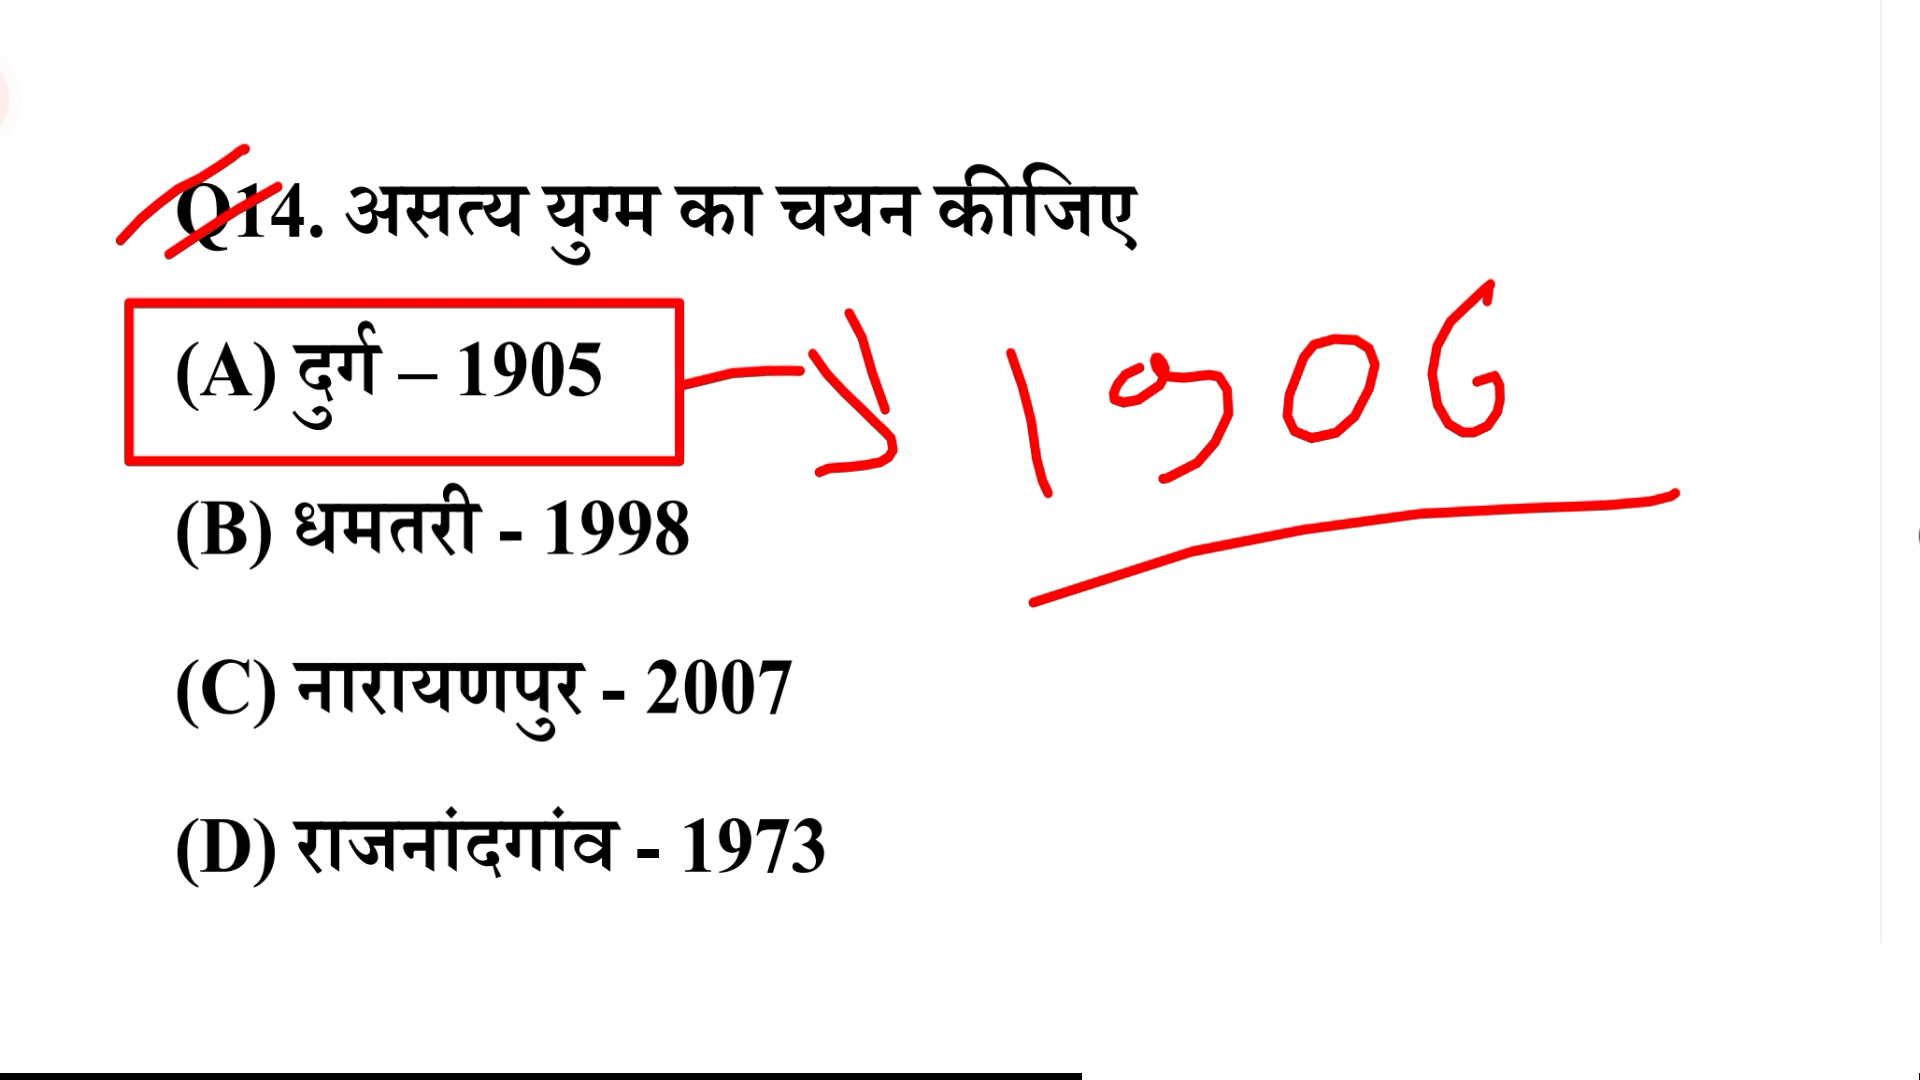 Q14. असत्य युग्म का चयन कीजिए
(A) दुर्ग – 1905
1906
(B) धमतरी - 1998
(C) नारायणपुर - 2007
(D) राजनांदगांव - 1973